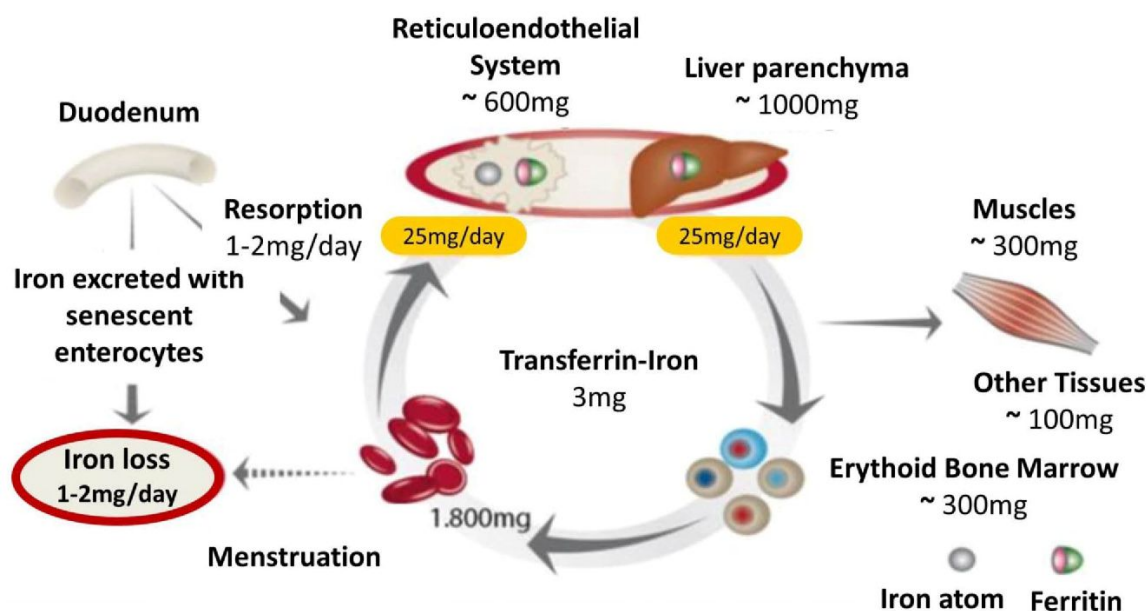 Reticuloendothelial
System
~ 600mg
Liver parenchyma
~ 1000mg
Duodenum
Resorption
1-2mg/day
25mg/day
25mg/day
Muscles
~ 300mg
Iron excreted with
senescent
enterocytes
Transferrin-Iron
3mg
Other Tissues
~ 100mg
Iron loss
1-2mg/day
Erythoid Bone Marrow
~ 300mg
1.800mg
Menstruation
Iron atom
Ferritin